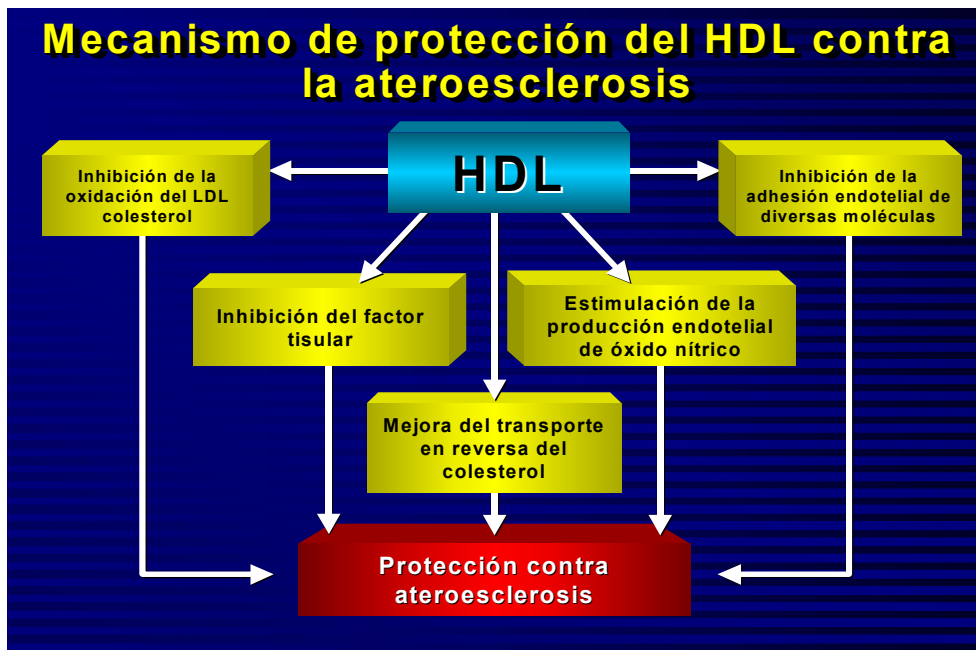 Mecanismo de protección del HDL contra
la ateroesclerosis
HDL
Inhibición de la
oxidación del LDL
colesterol
Inhibición de la
adhesión endotelial de
diversas moléculas
Inhibición del factor
tisular
Estimulación de la
producción endotelial
de óxido nítrico
Mejora del transporte
en reversa del
colesterol
Protección contra
ateroesclerosis